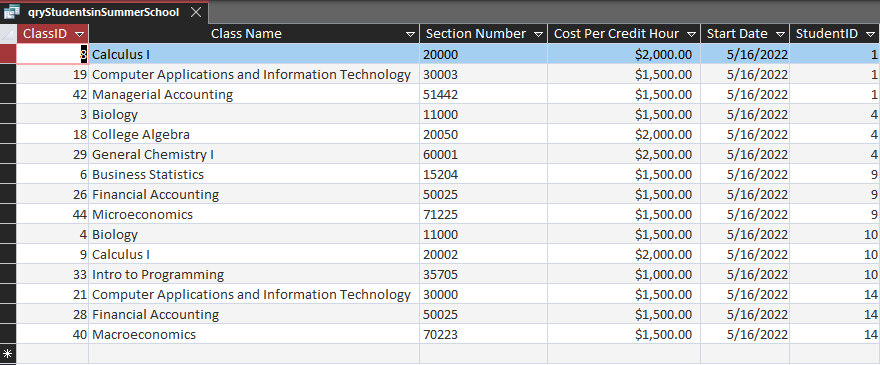 qryStudentsinSummerSchool
ClassID Class Name Section Number Cost Per Credit Hour Start Date StudentID
8 Calculus I 20000 $2,000.00 5/16/2022 1
19 Computer Applications and Information Technology 30003 $1,500.00 5/16/2022 1
42 Managerial Accounting 51442 $1,500.00 5/16/2022 1
3 Biology 11000 $1,500.00 5/16/2022 4
18 College Algebra 20050 $2,000.00 5/16/2022 4
29 General Chemistry I 60001 $2,500.00 5/16/2022 4
6 Business Statistics 15204 $1,500.00 5/16/2022 9
26 Financial Accounting 50025 $1,500.00 5/16/2022 9
44 Microeconomics 71225 $1,500.00 5/16/2022 9
4 Biology 11000 $1,500.00 5/16/2022 10
9 Calculus I 20002 $2,000.00 5/16/2022 10
33 Intro to Programming 35705 $1,000.00 5/16/2022 10
21 Computer Applications and Information Technology 30000 $1,500.00 5/16/2022 14
28 Financial Accounting 50025 $1,500.00 5/16/2022 14
40 Macroeconomics 70223 $1,500.00 5/16/2022 14